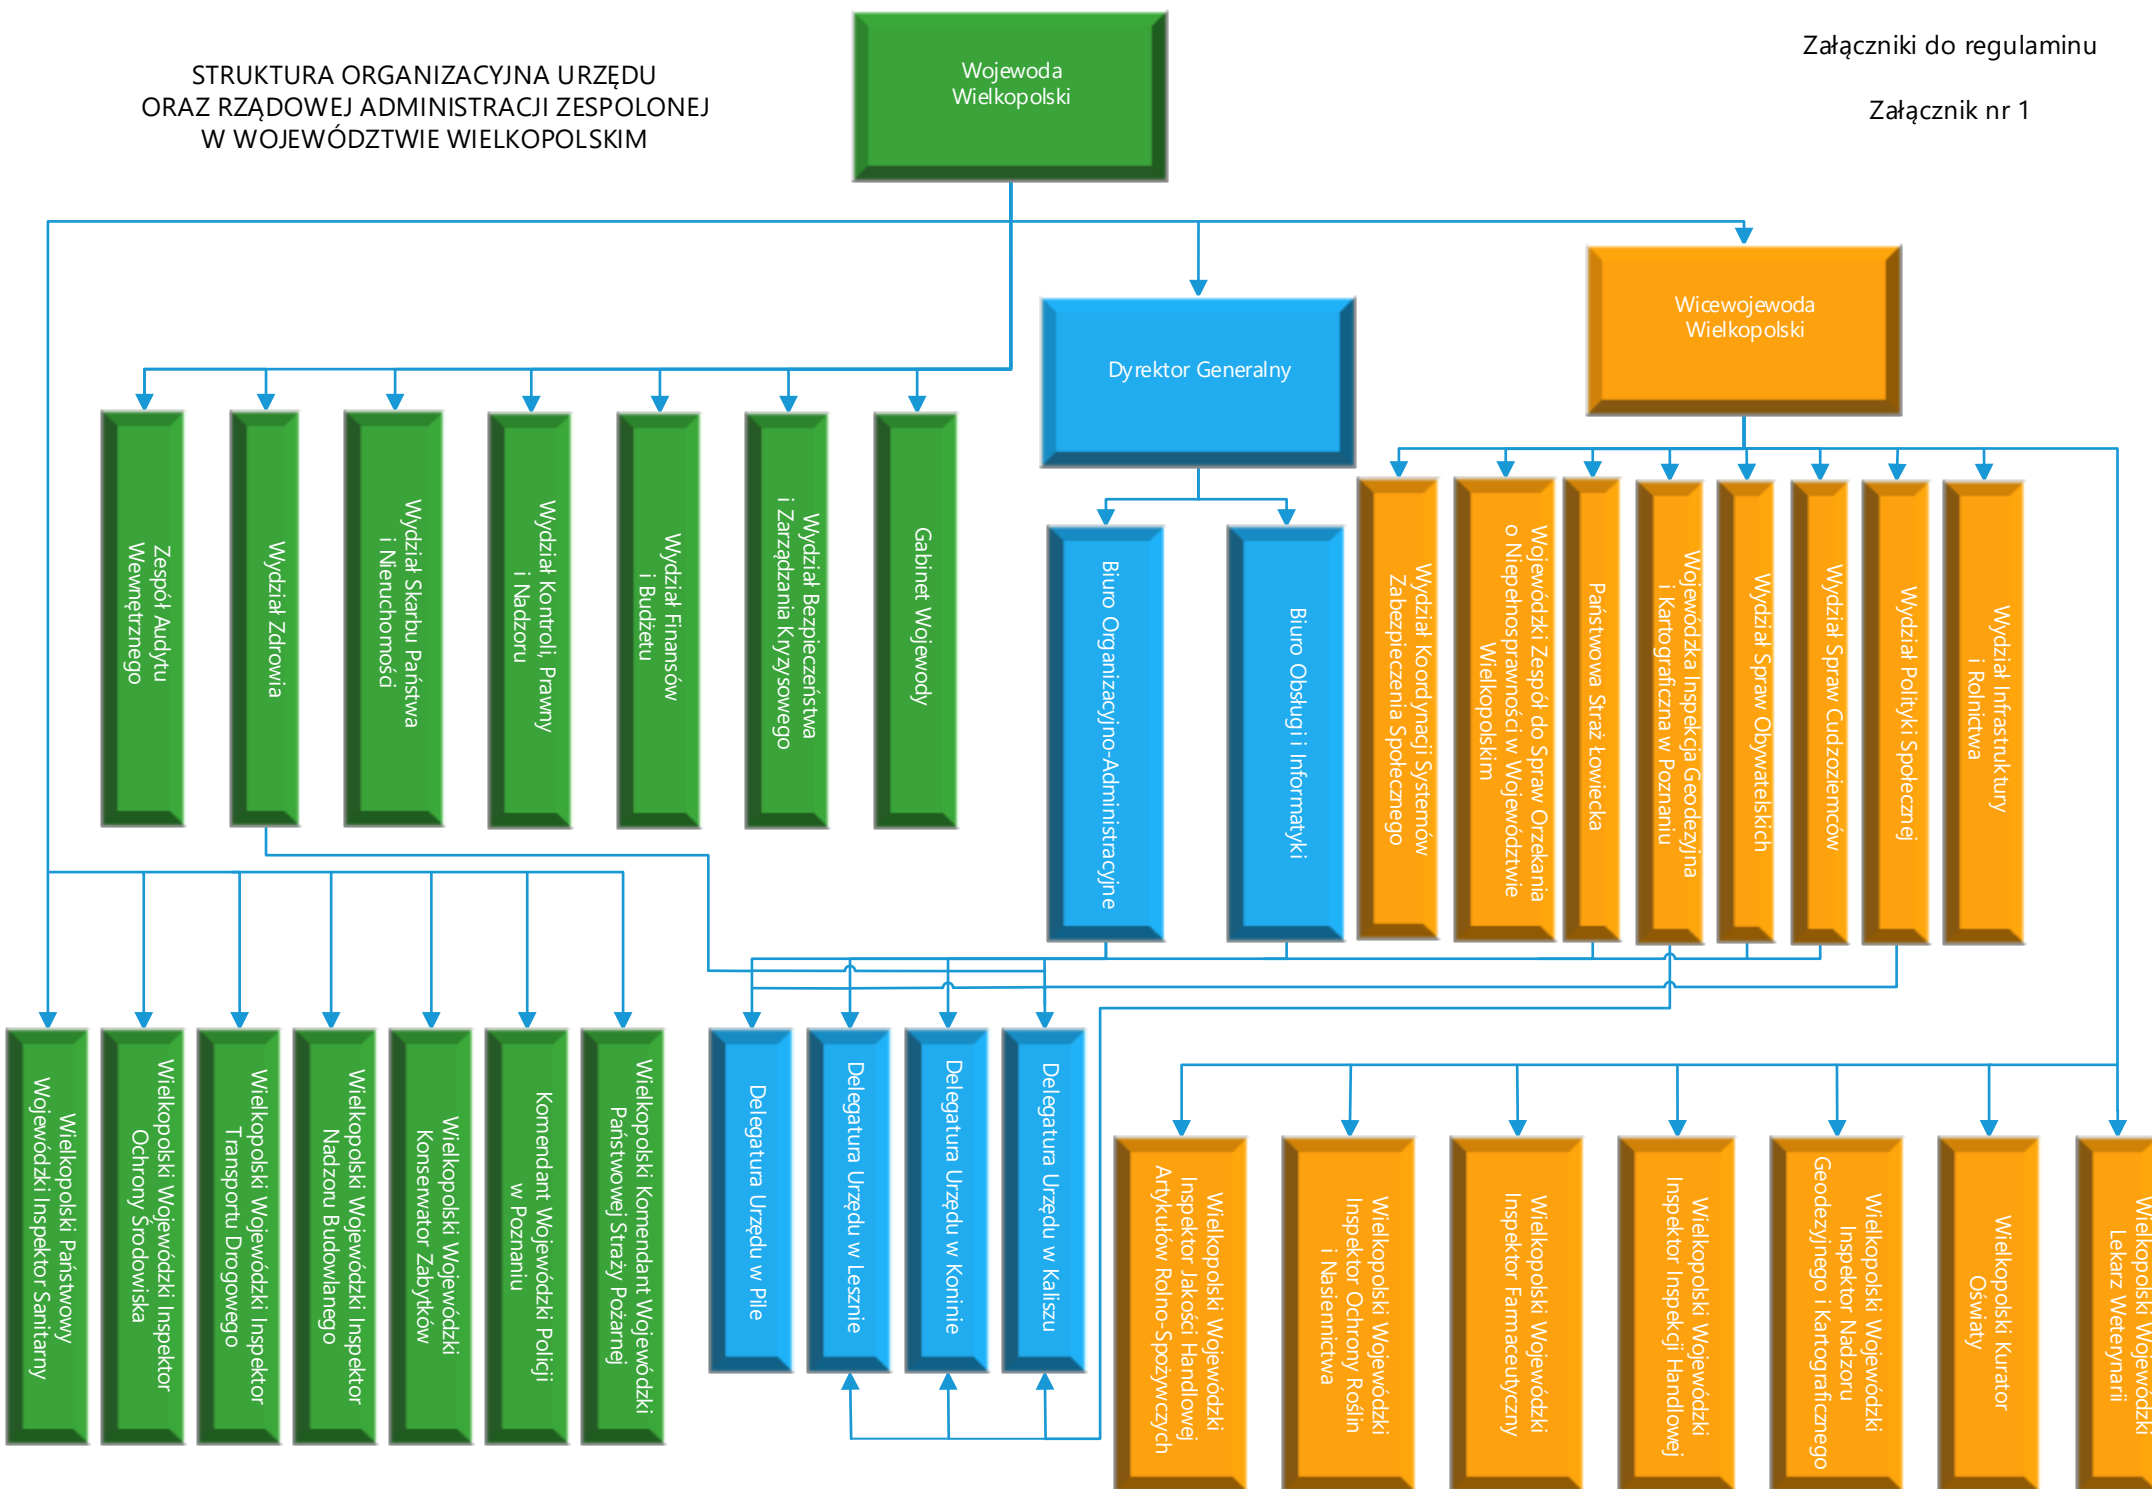 STRUKTURA ORGANIZACYJNA URZĘDU
ORAZ RZĄDOWEJ ADMINISTRACJI ZESPOLONEJ
W WOJEWÓDZTWIE WIELKOPOLSKIM
Wojewoda
Wielkopolski
Załączniki do regulaminu
Załącznik nr 1
Dyrektor Generalny
Wicewojewoda
Wielkopolski
Zespół Audytu
Wewnętrznego
Wydział Zdrowia
Wydział Skarbu Państwa
i Nieruchomości
Wydział Kontroli, Prawny
i Nadzoru
Wydział Finansów
i Budżetu
Wydział Bezpieczeństwa
i Zarządzania Kryzysowego
Gabinet Wojewody
Biuro Organizacyjno-Administracyjne
Biuro Obsługi i Informatyki
Wydział Koordynacji Systemów
Zabezpieczenia Społecznego
Wojewódzki Zespół do Spraw Orzekania
o Niepełnosprawności w Województwie
Wielkopolskim
Państwowa Straż Łowiecka
Wojewódzka Inspekcja Geodezyjna
i Kartograficzna w Poznaniu
Wydział Spraw Obywatelskich
Wydział Spraw Cudzoziemców
Wydział Polityki Społecznej
Wydział Infrastruktury
i Rolnictwa
Wielkopolski Państwowy
Wojewódzki Inspektor Sanitarny
Wielkopolski Wojewódzki Inspektor
Ochrony Środowiska
Wielkopolski Wojewódzki Inspektor
Transportu Drogowego
Wielkopolski Wojewódzki Inspektor
Nadzoru Budowlanego
Wielkopolski Wojewódzki
Konserwator Zabytków
Komendant Wojewódzki Policji
w Poznaniu
Wielkopolski Komendant Wojewódzki
Państwowej Straży Pożarnej
Delegatura Urzędu w Pile
Delegatura Urzędu w Lesznie
Delegatura Urzędu w Koninie
Delegatura Urzędu w Kaliszu
Wielkopolski Wojewódzki
Inspektor Jakości Handlowej
Artykułów Rolno-Spożywczych
Wielkopolski Wojewódzki
Inspektor Ochrony Roślin
i Nasiennictwa
Wielkopolski Wojewódzki
Inspektor Farmaceutyczny
Wielkopolski Wojewódzki
Inspektor Inspekcji Handlowej
Wielkopolski Wojewódzki
Inspektor Nadzoru
Geodezyjnego i Kartograficznego
Wielkopolski Kurator
Oświaty
Wielkopolski Wojewódzki
Lekarz Weterynarii